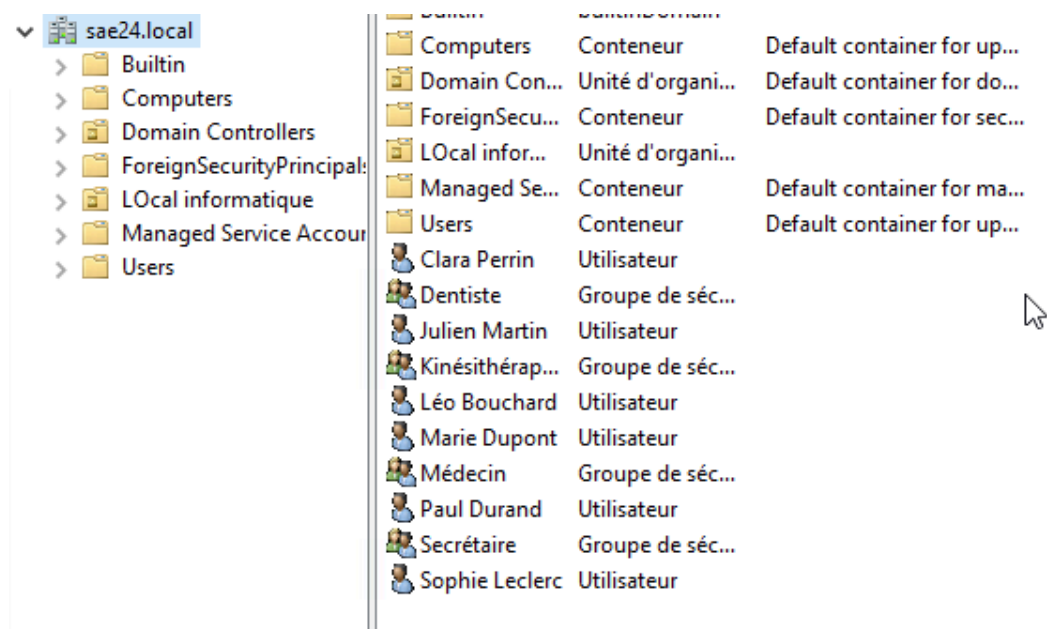 sae24.local
Builtin
Computers
Domain Controllers
ForeignSecurityPrincipals
LOcal informatique
Managed Service Accour
Users
Builtin builtinDomain
Computers Conteneur Default container for up...
Domain Con... Unité d'organi... Default container for do...
ForeignSecu... Conteneur Default container for sec...
LOcal infor... Unité d'organi...
Managed Se... Conteneur Default container for ma...
Users Conteneur Default container for up...
Clara Perrin Utilisateur
Dentiste Groupe de séc...
Julien Martin Utilisateur
Kinésithérap... Groupe de séc...
Léo Bouchard Utilisateur
Marie Dupont Utilisateur
Médecin Groupe de séc...
Paul Durand Utilisateur
Secrétaire Groupe de séc...
Sophie Leclerc Utilisateur